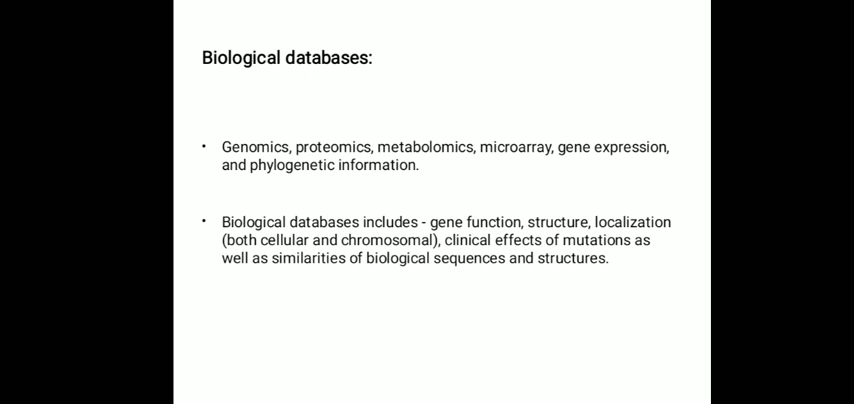 Biological databases:
• Genomics, proteomics, metabolomics, microarray, gene expression,
and phylogenetic information.
• Biological databases includes - gene function, structure, localization
(both cellular and chromosomal), clinical effects of mutations as
well as similarities of biological sequences and structures.